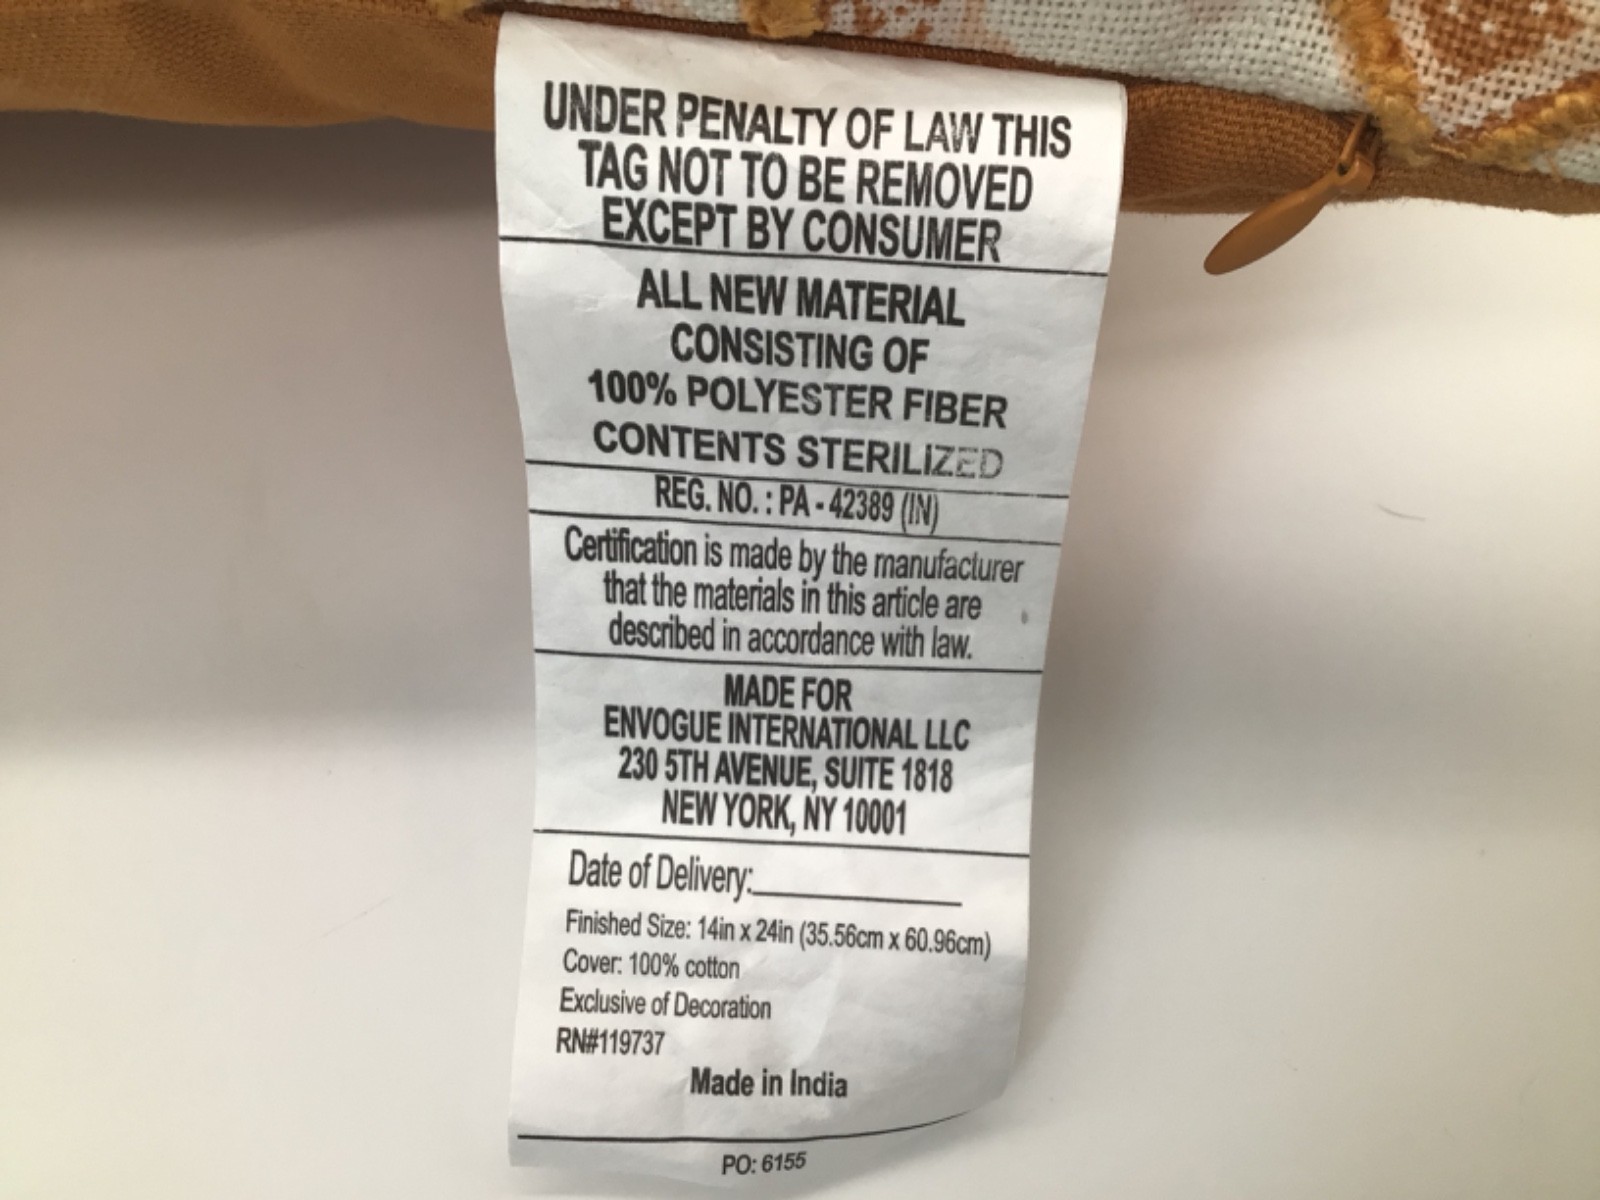 UNDER PENALTY OF LAW THIS
TAG NOT TO BE REMOVED
EXCEPT BY CONSUMER
ALL NEW MATERIAL
CONSISTING OF
100% POLYESTER FIBER
CONTENTS STERILIZED
REG. NO. : PA - 42389 (IN)
Certification is made by the manufacturer
that the materials in this article are
described in accordance with law.
MADE FOR
ENVOGUE INTERNATIONAL LLC
230 5TH AVENUE, SUITE 1818
NEW YORK, NY 10001
Date of Delivery:____________
Finished Size: 14in x 24in (35.56cm x 60.96cm)
Cover: 100% cotton
Exclusive of Decoration
RN#119737
Made in India
PO: 6155